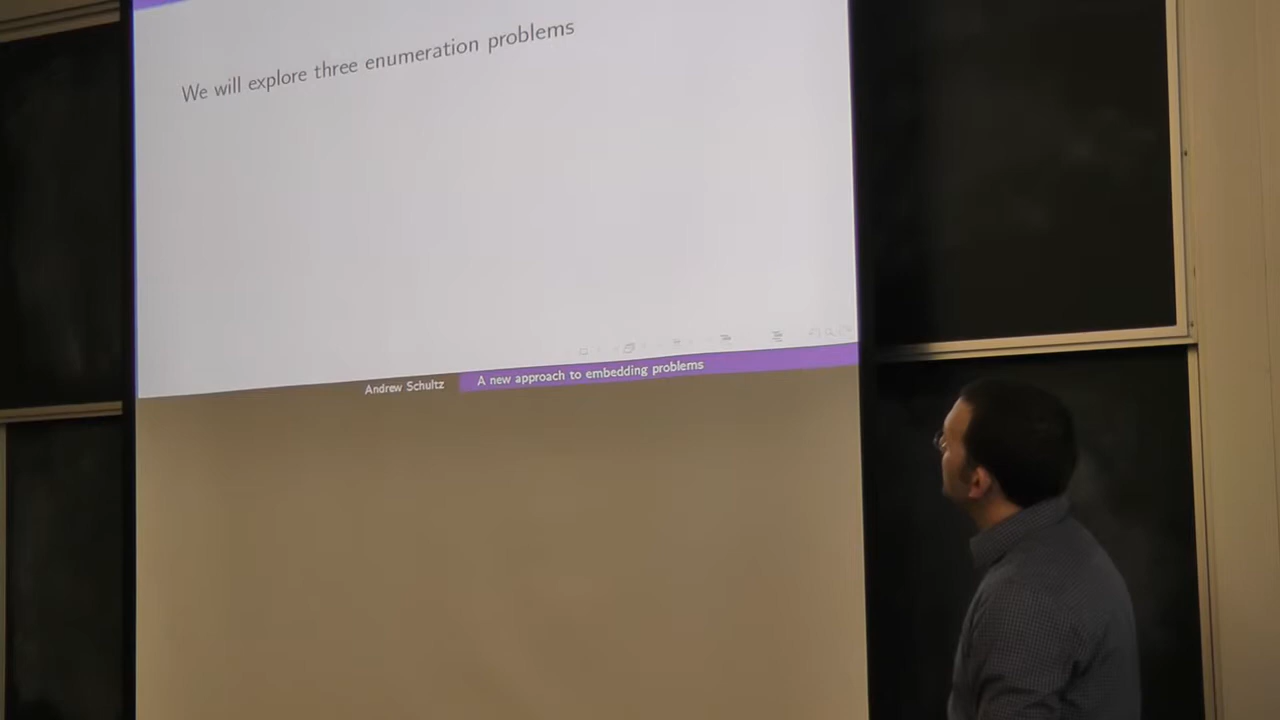 We will explore three enumeration problems
Andrew Schultz
A new approach to embedding problems